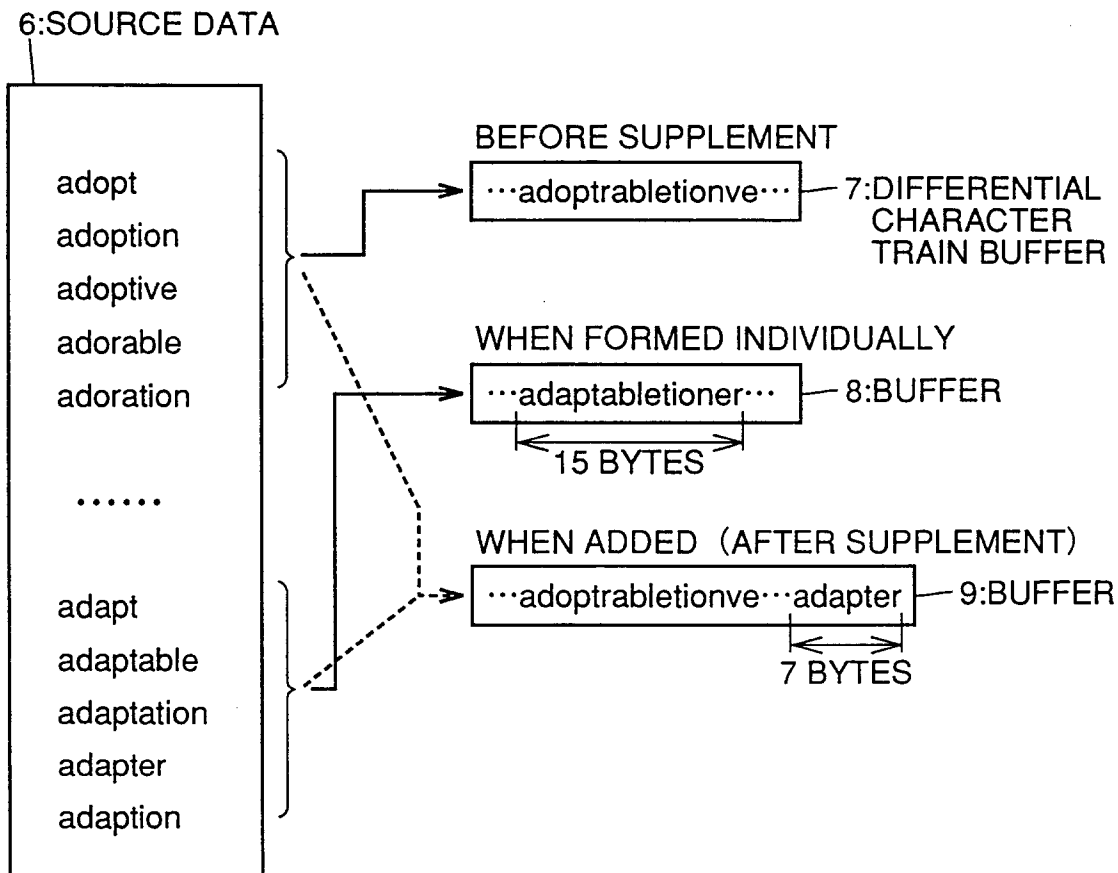 6:SOURCE DATA
adopt
adoption
adoptive
adorable
adoration
······
adapt
adaptable
adaptation
adapter
adaption
BEFORE SUPPLEMENT
···adoptrabletionve···
7:DIFFERENTIAL
CHARACTER
TRAIN BUFFER
WHEN FORMED INDIVIDUALLY
···adaptabletioner···
8:BUFFER
15 BYTES
WHEN ADDED (AFTER SUPPLEMENT)
···adoptrabletionve···adapter
9:BUFFER
7 BYTES